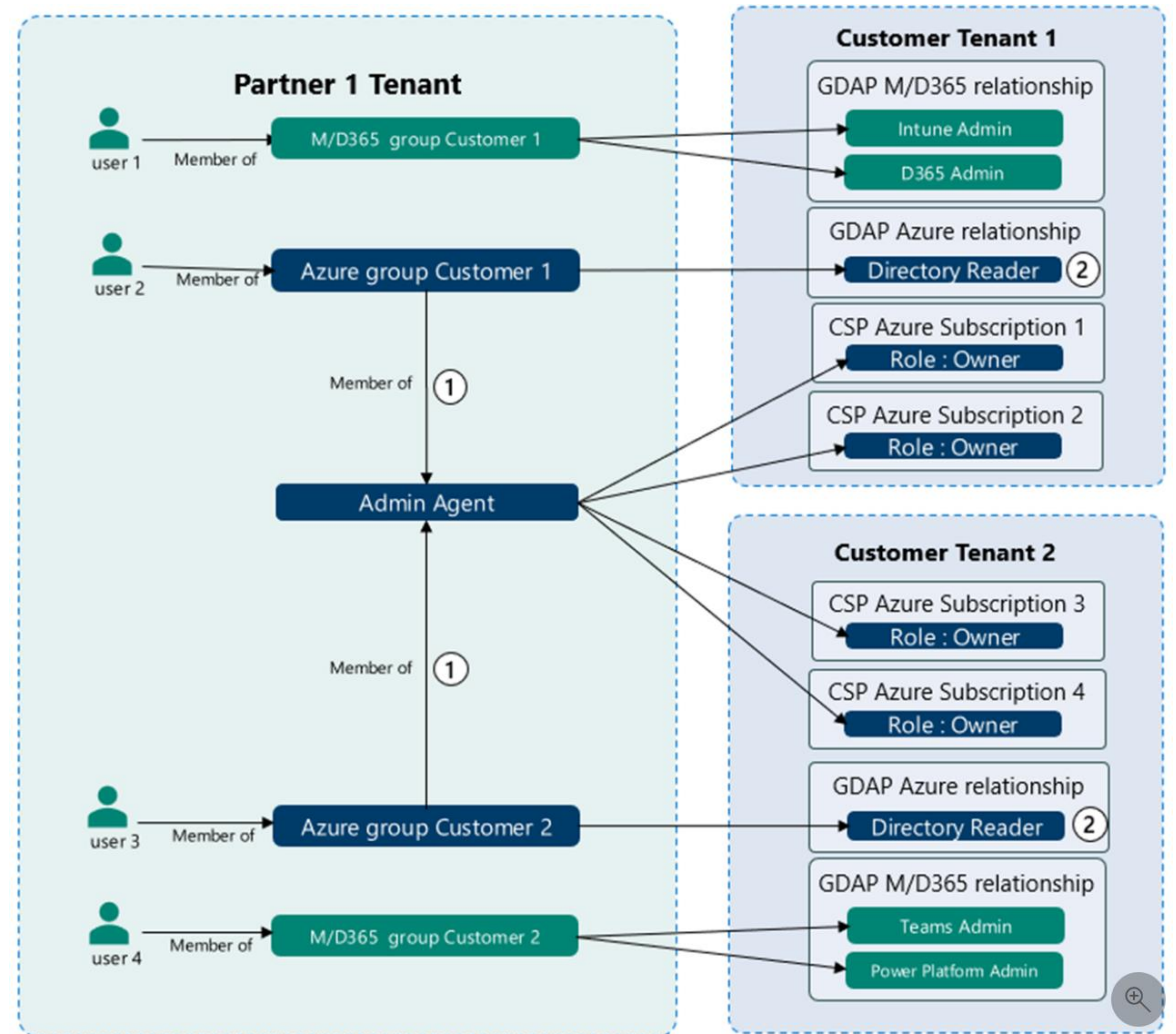 Partner 1 Tenant
user 1
Member of
M/D365 group Customer 1
user 2
Member of
Azure group Customer 1
Member of
1
Admin Agent
Member of
1
user 3
Member of
Azure group Customer 2
user 4
Member of
M/D365 group Customer 2
Customer Tenant 1
GDAP M/D365 relationship
Intune Admin
D365 Admin
GDAP Azure relationship
Directory Reader
2
CSP Azure Subscription 1
Role : Owner
CSP Azure Subscription 2
Role : Owner
Customer Tenant 2
CSP Azure Subscription 3
Role : Owner
CSP Azure Subscription 4
Role : Owner
GDAP Azure relationship
Directory Reader
2
GDAP M/D365 relationship
Teams Admin
Power Platform Admin